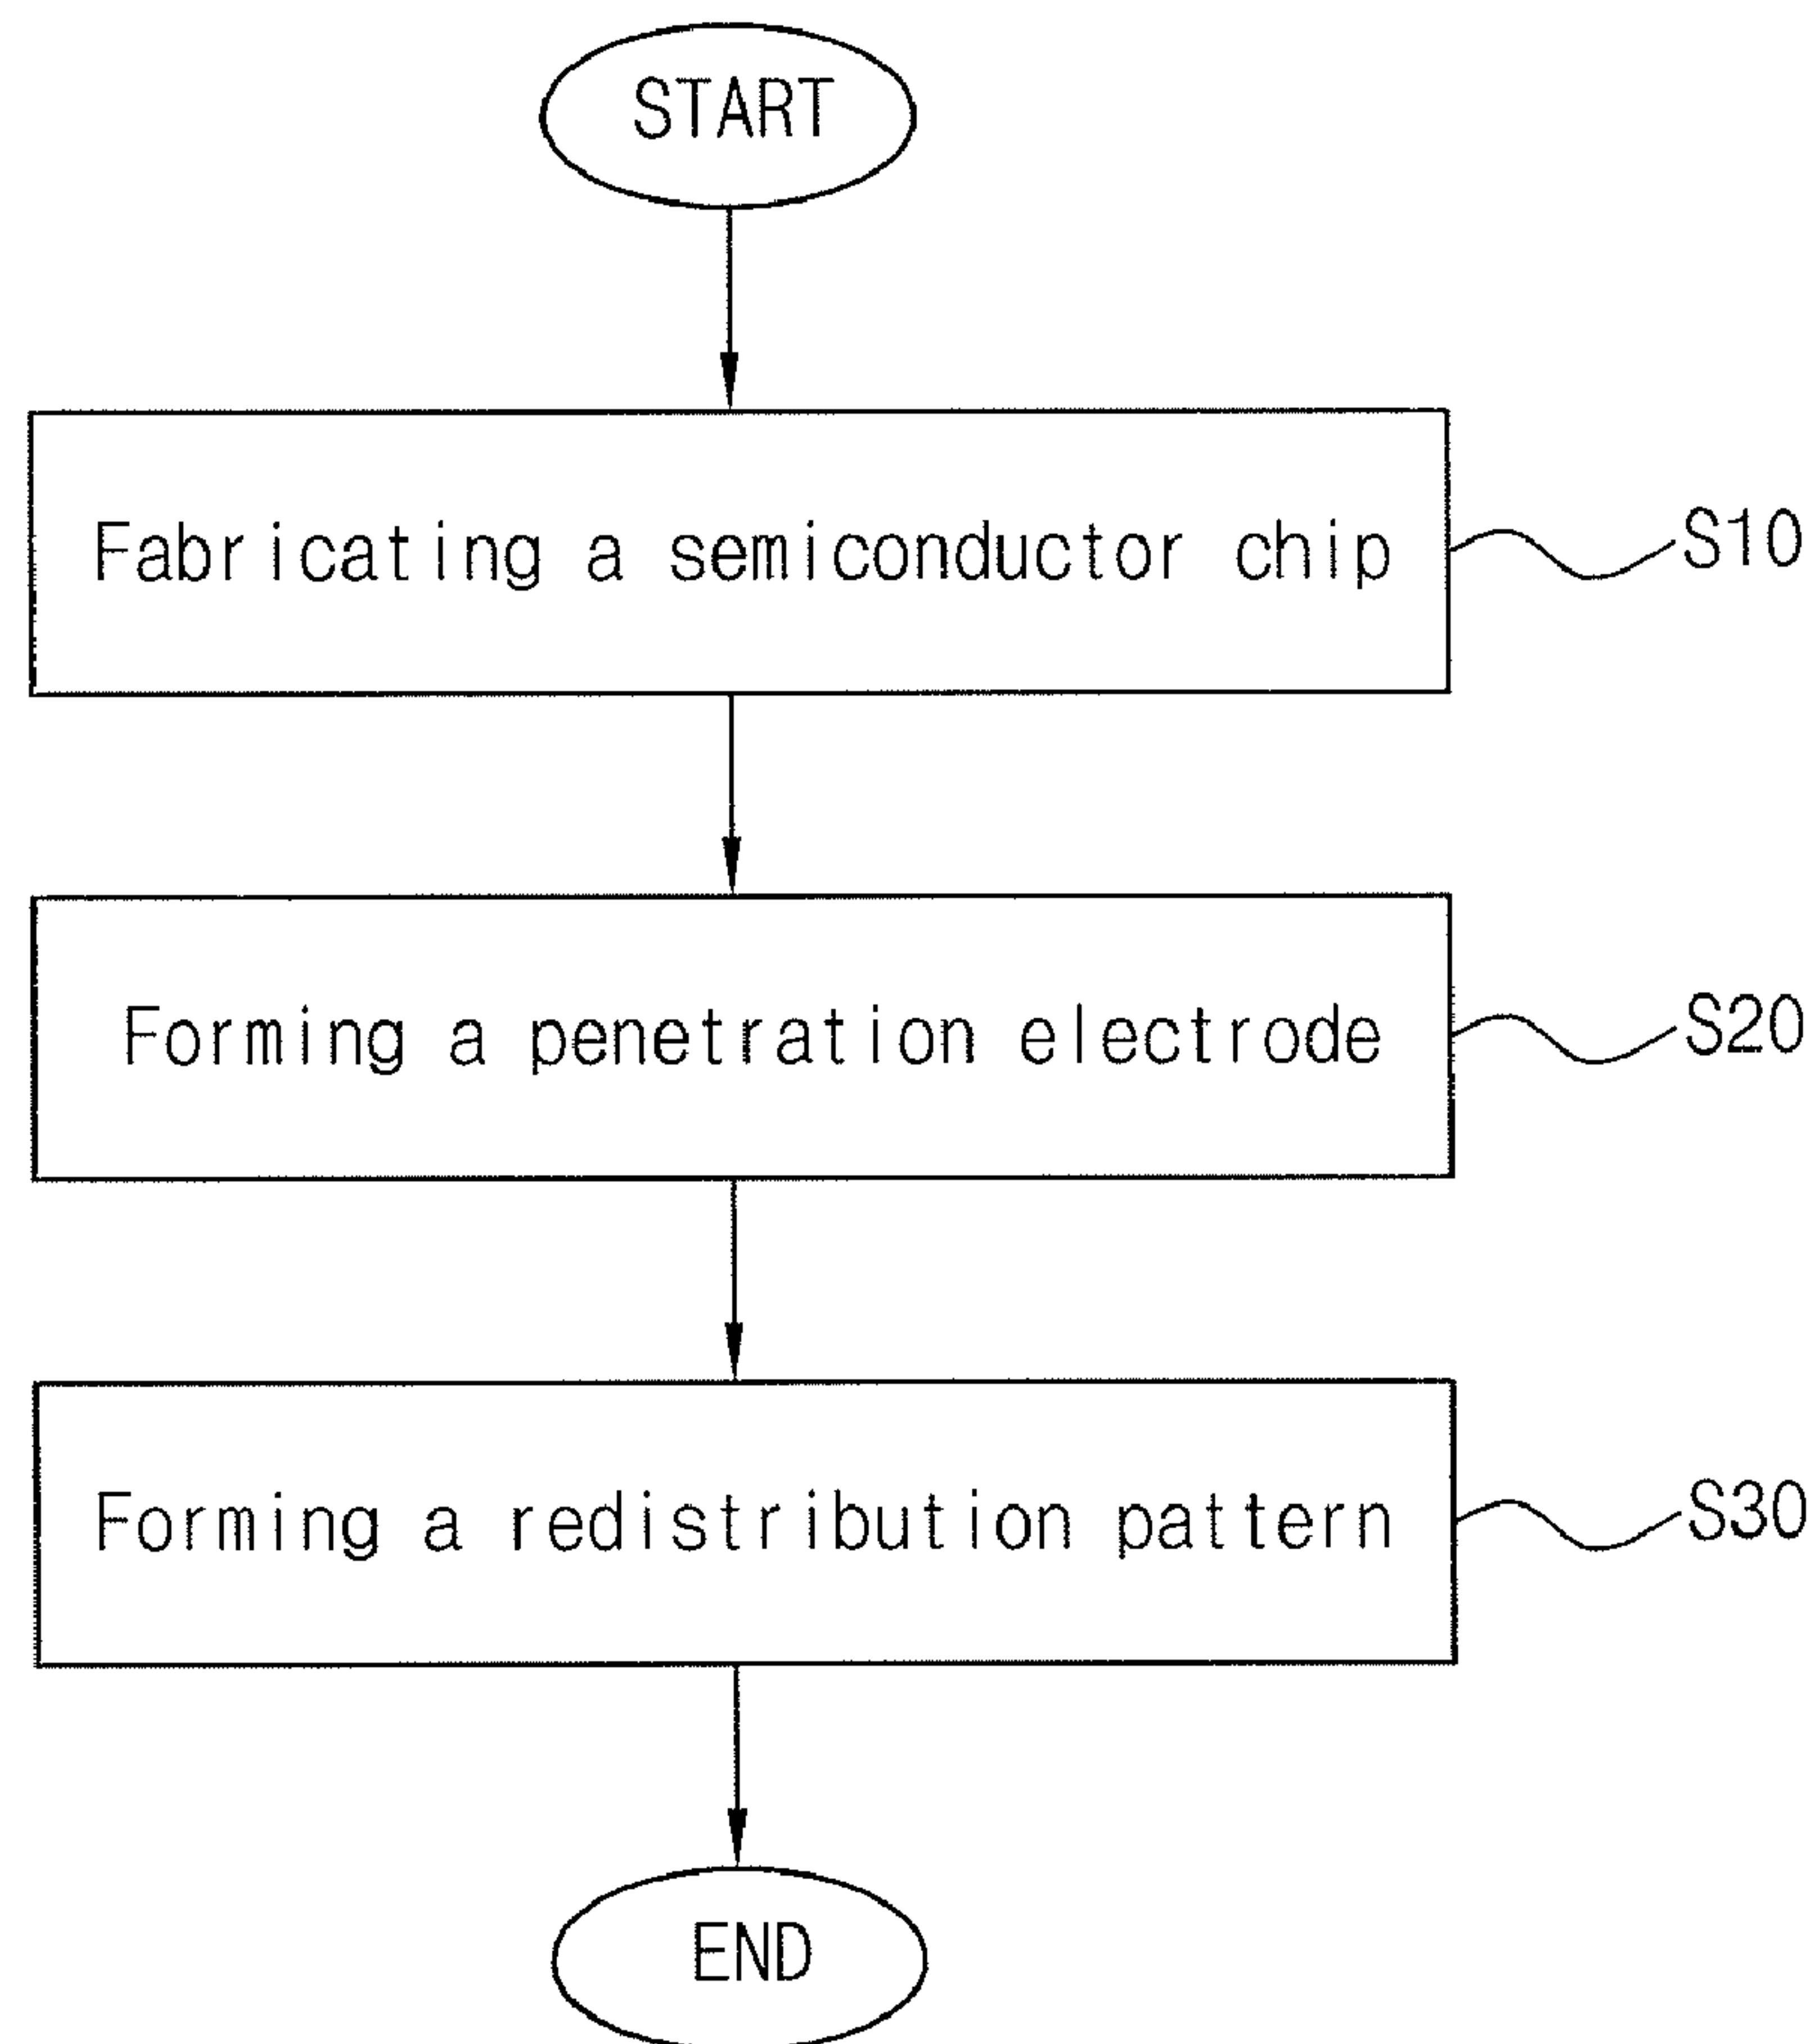 START
Fabricating a semiconductor chip
S10
Forming a penetration electrode
S20
Forming a redistribution pattern
S30
END